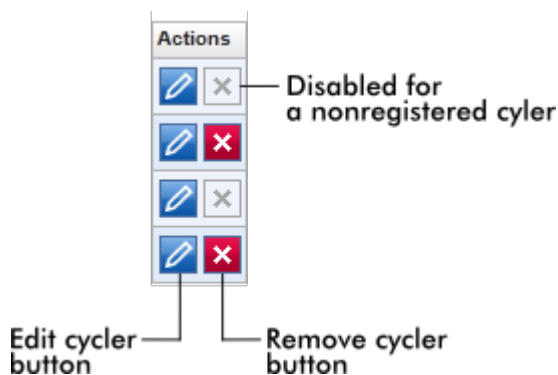 Actions
Disabled for
a nonregistered cyler
Edit cycler
button
Remove cycler
button